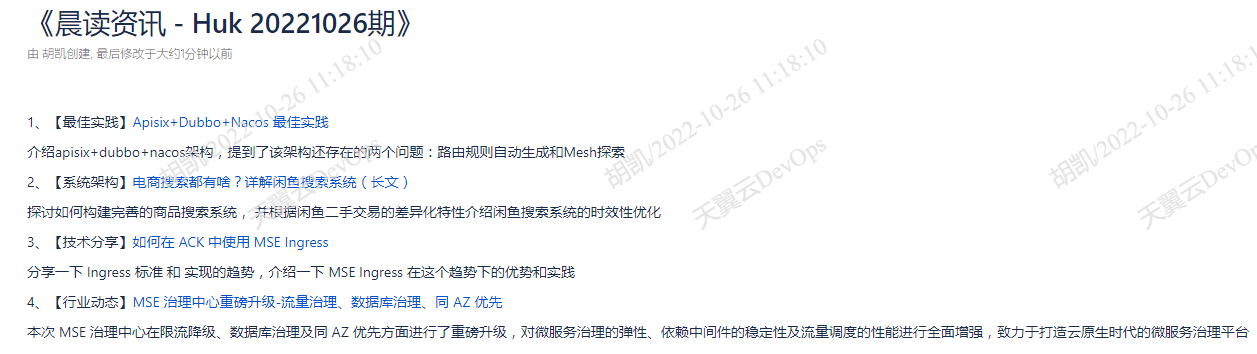 《晨读资讯 - Huk 20221026期》
由 胡凯创建, 最后修改于大约1分钟以前
1、【最佳实践】Apisix+Dubbo+Nacos 最佳实践
介绍apisix+dubbo+nacos架构，提到了该架构还存在的两个问题：路由规则自动生成和Mesh探索
2、【系统架构】电商搜索都有啥？详解闲鱼搜索系统（长文）
探讨如何构建完善的商品搜索系统，并根据闲鱼二手交易的差异化特性介绍闲鱼搜索系统的时效性优化
3、【技术分享】如何在 ACK 中使用 MSE Ingress
分享一下 Ingress 标准 和 实现的趋势，介绍一下 MSE Ingress 在这个趋势下的优势和实践
4、【行业动态】MSE 治理中心重磅升级-流量治理、数据库治理、同 AZ 优先
本次 MSE 治理中心在限流降级、数据库治理及同 AZ 优先方面进行了重磅升级，对微服务治理的弹性、依赖中间件的稳定性及流量调度的性能进行全面增强，致力于打造云原生时代的微服务治理平台
胡凯/2022-10-26 11:18:10
天翼云DevOps
胡凯/2022-10-26 11:18:10
天翼云DevOps
胡凯/2022-10-26 11:18:10
天翼云DevOps